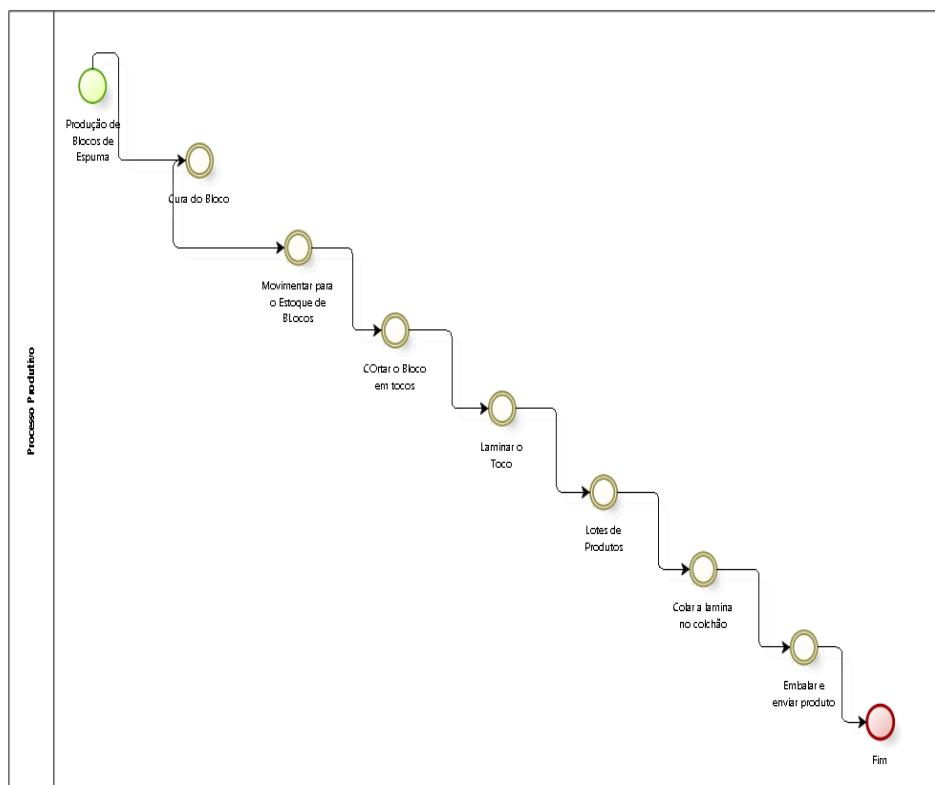 Processo Produtivo
Produção de
Blocos de
Espuma
Cura do Bloco
Movimentar para
o Estoque de
BLocos
COrtar o Bloco
em tocos
Laminar o
Toco
Lotes de
Produtos
Colar a lamina
no colchão
Embalar e
enviar produto
Fim